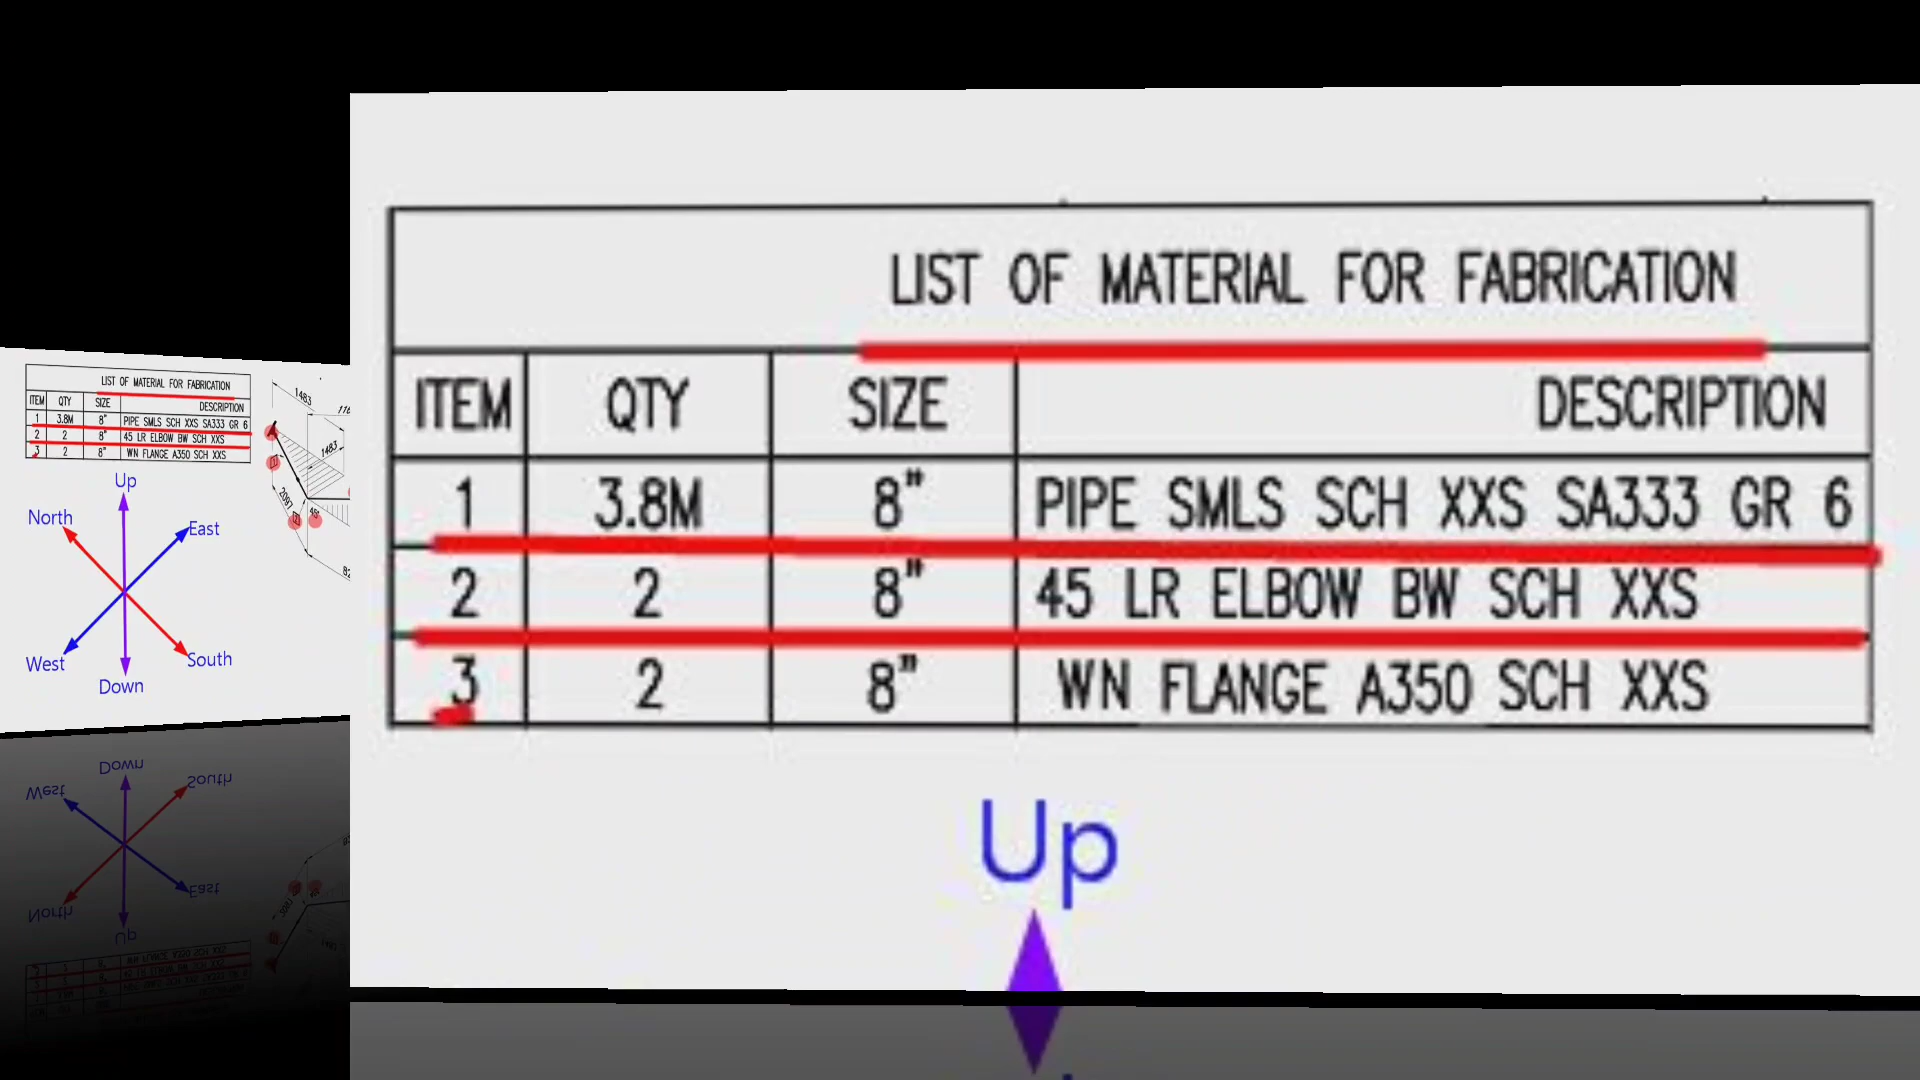 LIST OF MATERIAL FOR FABRICATION
ITEM QTY SIZE DESCRIPTION
1 3.8M 8" PIPE SMLS SCH XXS SA333 GR 6
2 2 8" 45 LR ELBOW BW SCH XXS
3 2 8" WN FLANGE A350 SCH XXS
Up
LIST OF MATERIAL FOR FABRICATION
ITEM QTY SIZE DESCRIPTION
1 3.8M 8" PIPE SMLS SCH XXS SA333 GR 6
2 2 8" 45 LR ELBOW BW SCH XXS
3 2 8" WN FLANGE A350 SCH XXS
Up
North East
West South
Down
1483
1483
2097